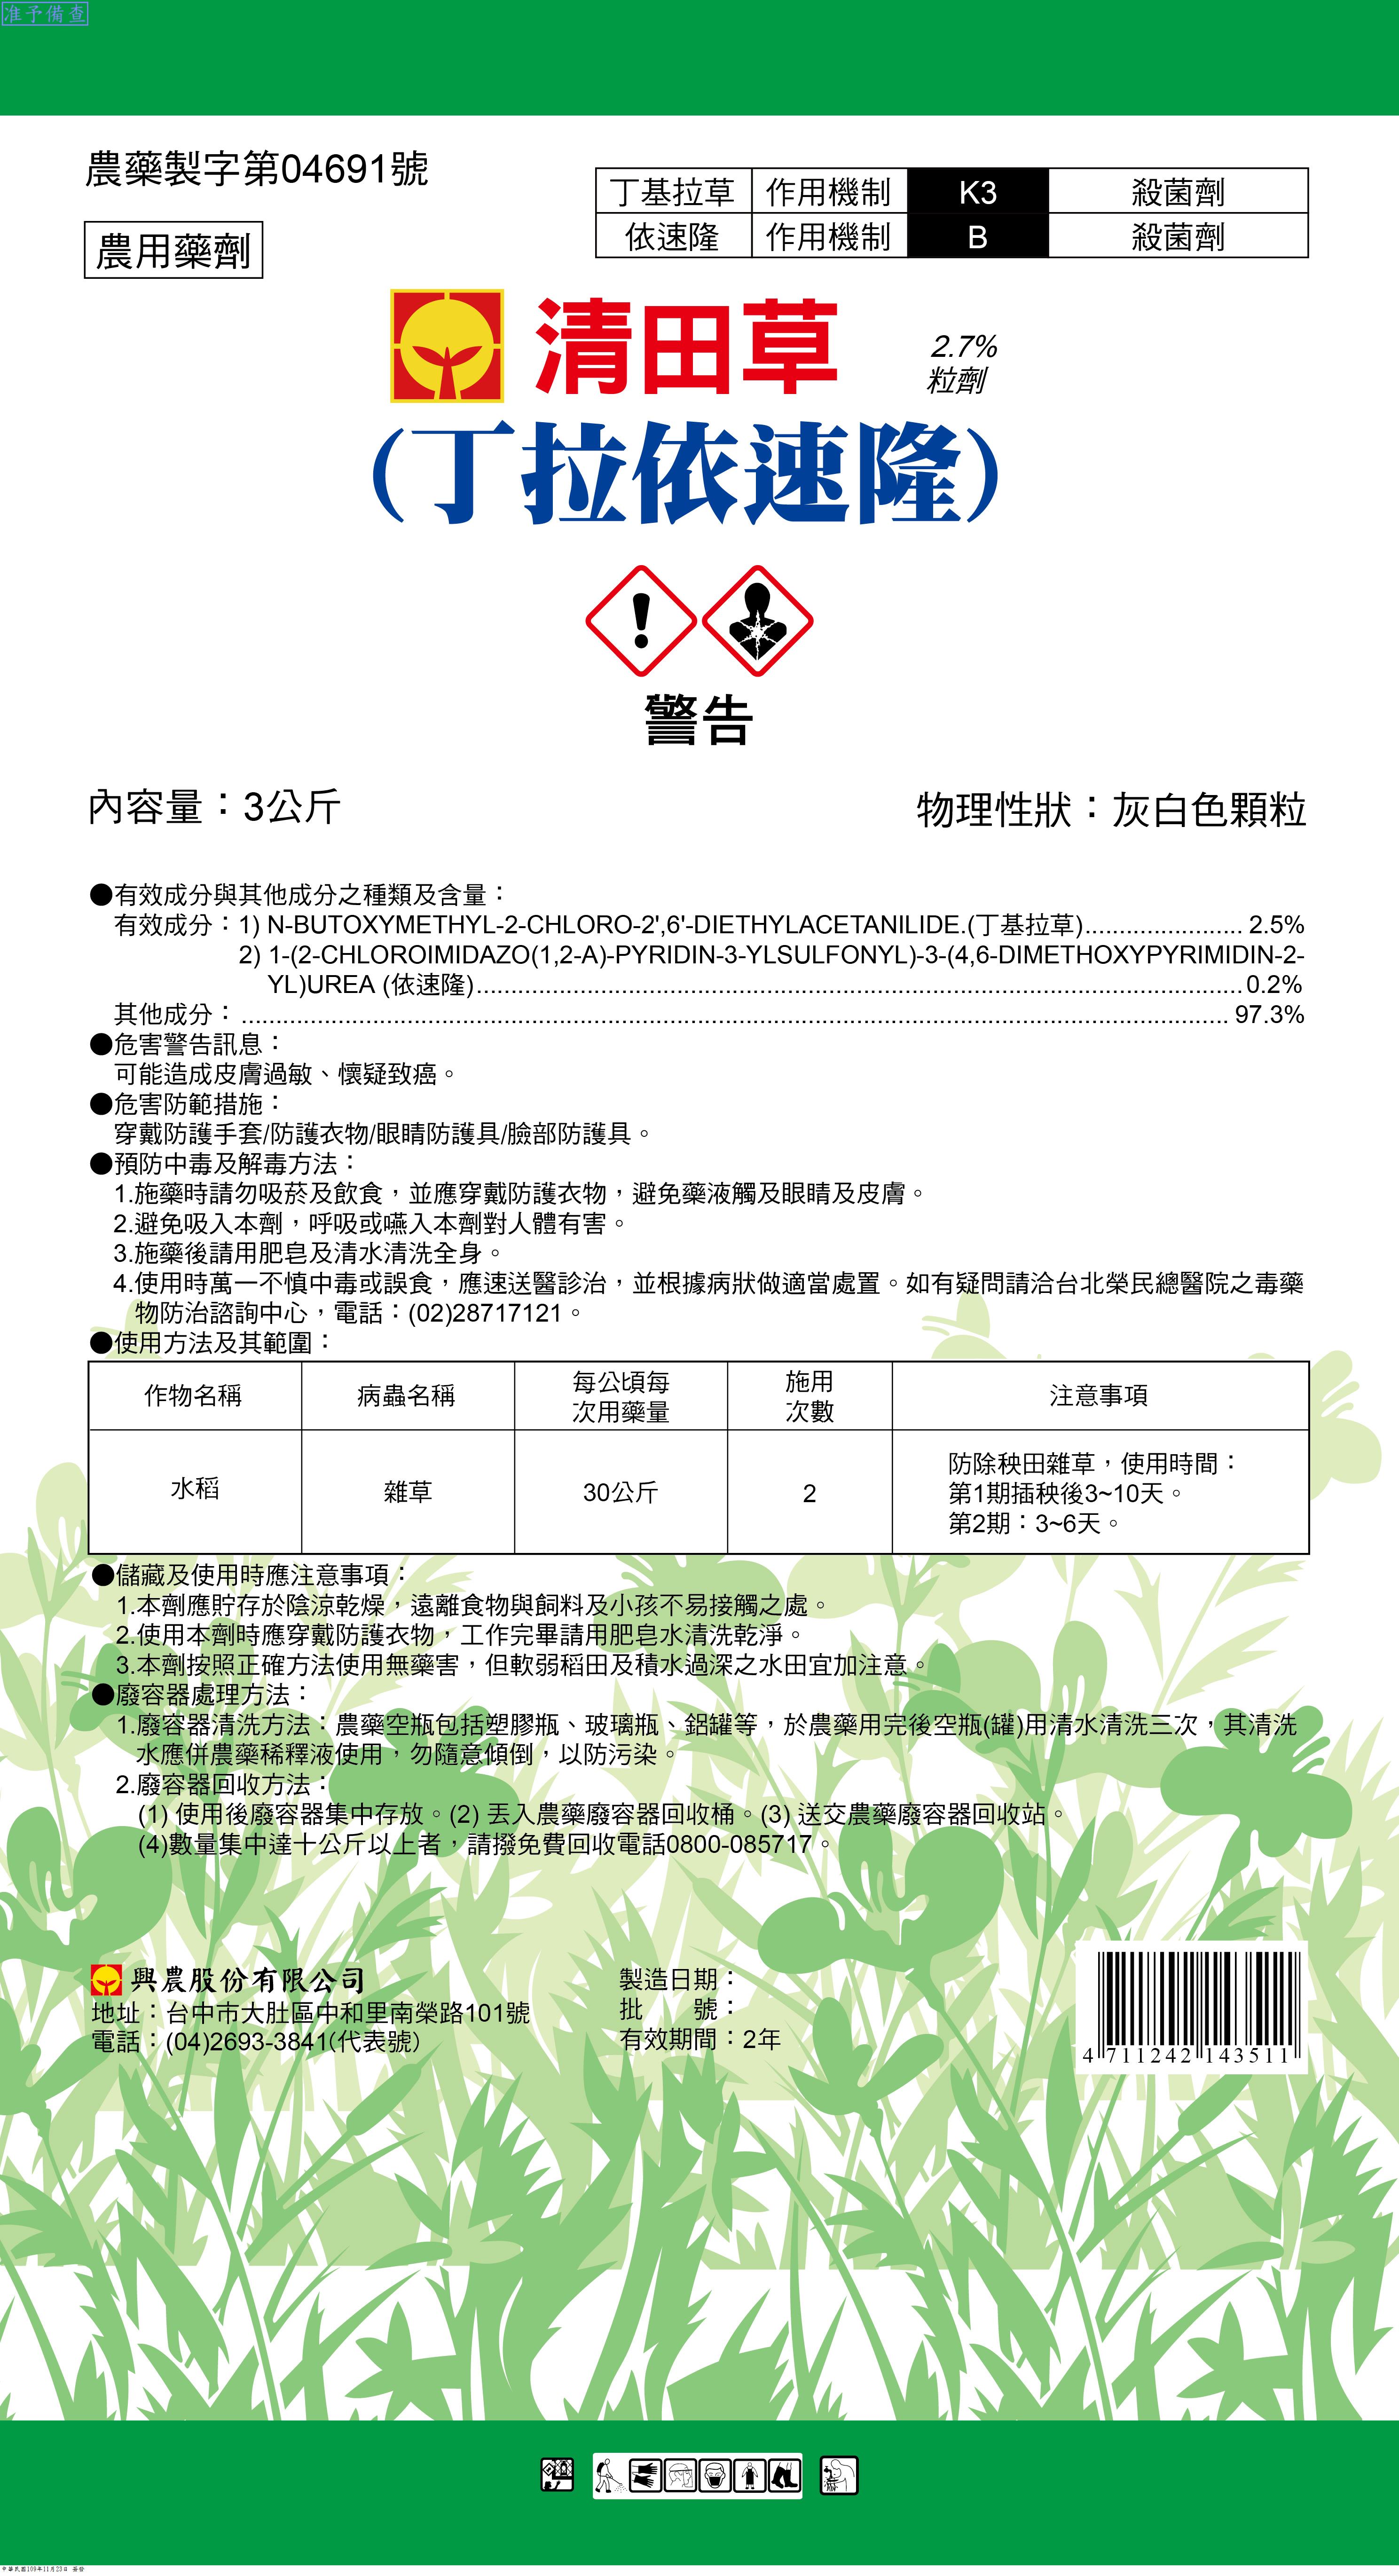 准予備查
農藥製字第04691號
農用藥劑
丁基拉草 作用機制 K3 殺菌劑
依速隆 作用機制 B 殺菌劑
清田草
2.7%
粒劑
(丁拉依速隆)
警告
內容量：3公斤
物理性狀：灰白色顆粒
●有效成分與其他成分之種類及含量：
有效成分：1) N-BUTOXYMETHYL-2-CHLORO-2',6'-DIETHYLACETANILIDE.(丁基拉草)....................... 2.5%
2) 1-(2-CHLOROIMIDAZO(1,2-A)-PYRIDIN-3-YLSULFONYL)-3-(4,6-DIMETHOXYPYRIMIDIN-2-
YL)UREA (依速隆)................................................................................................................0.2%
其他成分：................................................................................................................................................ 97.3%
●危害警告訊息：
可能造成皮膚過敏、懷疑致癌。
●危害防範措施：
穿戴防護手套/防護衣物/眼睛防護具/臉部防護具。
●預防中毒及解毒方法：
1.施藥時請勿吸菸及飲食，並應穿戴防護衣物，避免藥液觸及眼睛及皮膚。
2.避免吸入本劑，呼吸或嚥入本劑對人體有害。
3.施藥後請用肥皂及清水清洗全身。
4.使用時萬一不慎中毒或誤食，應速送醫診治，並根據病狀做適當處置。如有疑問請洽台北榮民總醫院之毒藥
物防治諮詢中心，電話：(02)28717121。
●使用方法及其範圍：
作物名稱 病蟲名稱 每公頃每 施用 注意事項
次用藥量 次數
水稻 雜草 30公斤 2 防除秧田雜草，使用時間：
第1期插秧後3~10天。
第2期：3~6天。
●儲藏及使用時應注意事項：
1.本劑應貯存於陰涼乾燥，遠離食物與飼料及小孩不易接觸之處。
2.使用本劑時應穿戴防護衣物，工作完畢請用肥皂水清洗乾淨。
3.本劑按照正確方法使用無藥害，但軟弱稻田及積水過深之水田宜加注意。
●廢容器處理方法：
1.廢容器清洗方法：農藥空瓶包括塑膠瓶、玻璃瓶、鋁罐等，於農藥用完後空瓶(罐)用清水清洗三次，其清洗
水應併農藥稀釋液使用，勿隨意傾倒，以防污染。
2.廢容器回收方法：
(1) 使用後廢容器集中存放。(2) 丟入農藥廢容器回收桶。(3) 送交農藥廢容器回收站。
(4)數量集中達十公斤以上者，請撥免費回收電話0800-085717。
興農股份有限公司
地址：台中市大肚區中和里南榮路101號
電話：(04)2693-3841(代表號)
製造日期：
批　　號：
有效期間：2年
4 711242 143511
中華民國109年11月23日 簽發